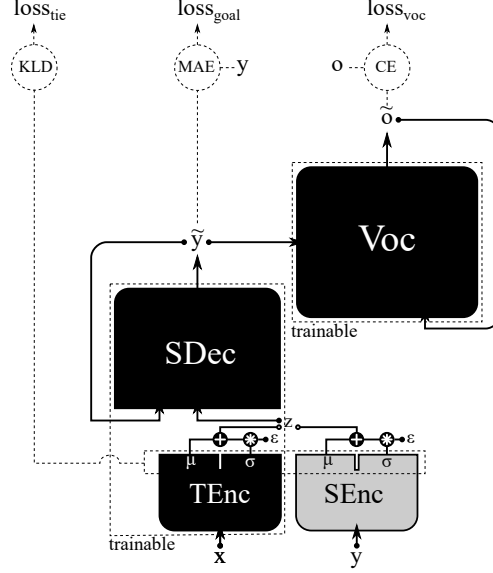 loss_tie loss_goal loss_voc
KLD MAE y o CE
õ
Voc
ỹ
trainable
SDec
z
+ * ε + * ε
μ σ μ σ
TEnc SEnc
trainable
x y